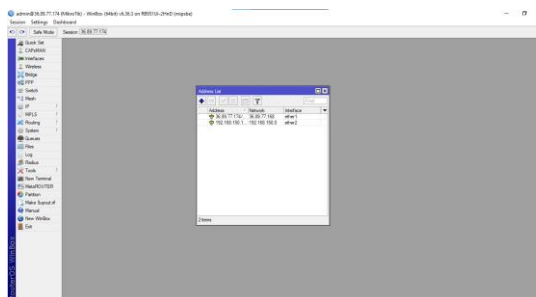 admin@36.89.77.174 (MikroTik) - WinBox (64bit) v6.36.3 on RB951Ui-2HnD (mipsbe)
Session Settings Dashboard
Safe Mode Session: 36.89.77.174
Quick Set
CAPsMAN
Interfaces
Wireless
Bridge
PPP
Switch
Mesh
IP
MPLS
Routing
System
Queues
Files
Log
Radius
Tools
New Terminal
MetaROUTER
Partition
Make Supout.rif
Manual
New WinBox
Exit
RouterOS WinBox
Address List
Find
Address Network Interface
36.89.77.174/... 36.89.77.168 ether1
192.168.150.1... 192.168.150.0 ether2
2 items